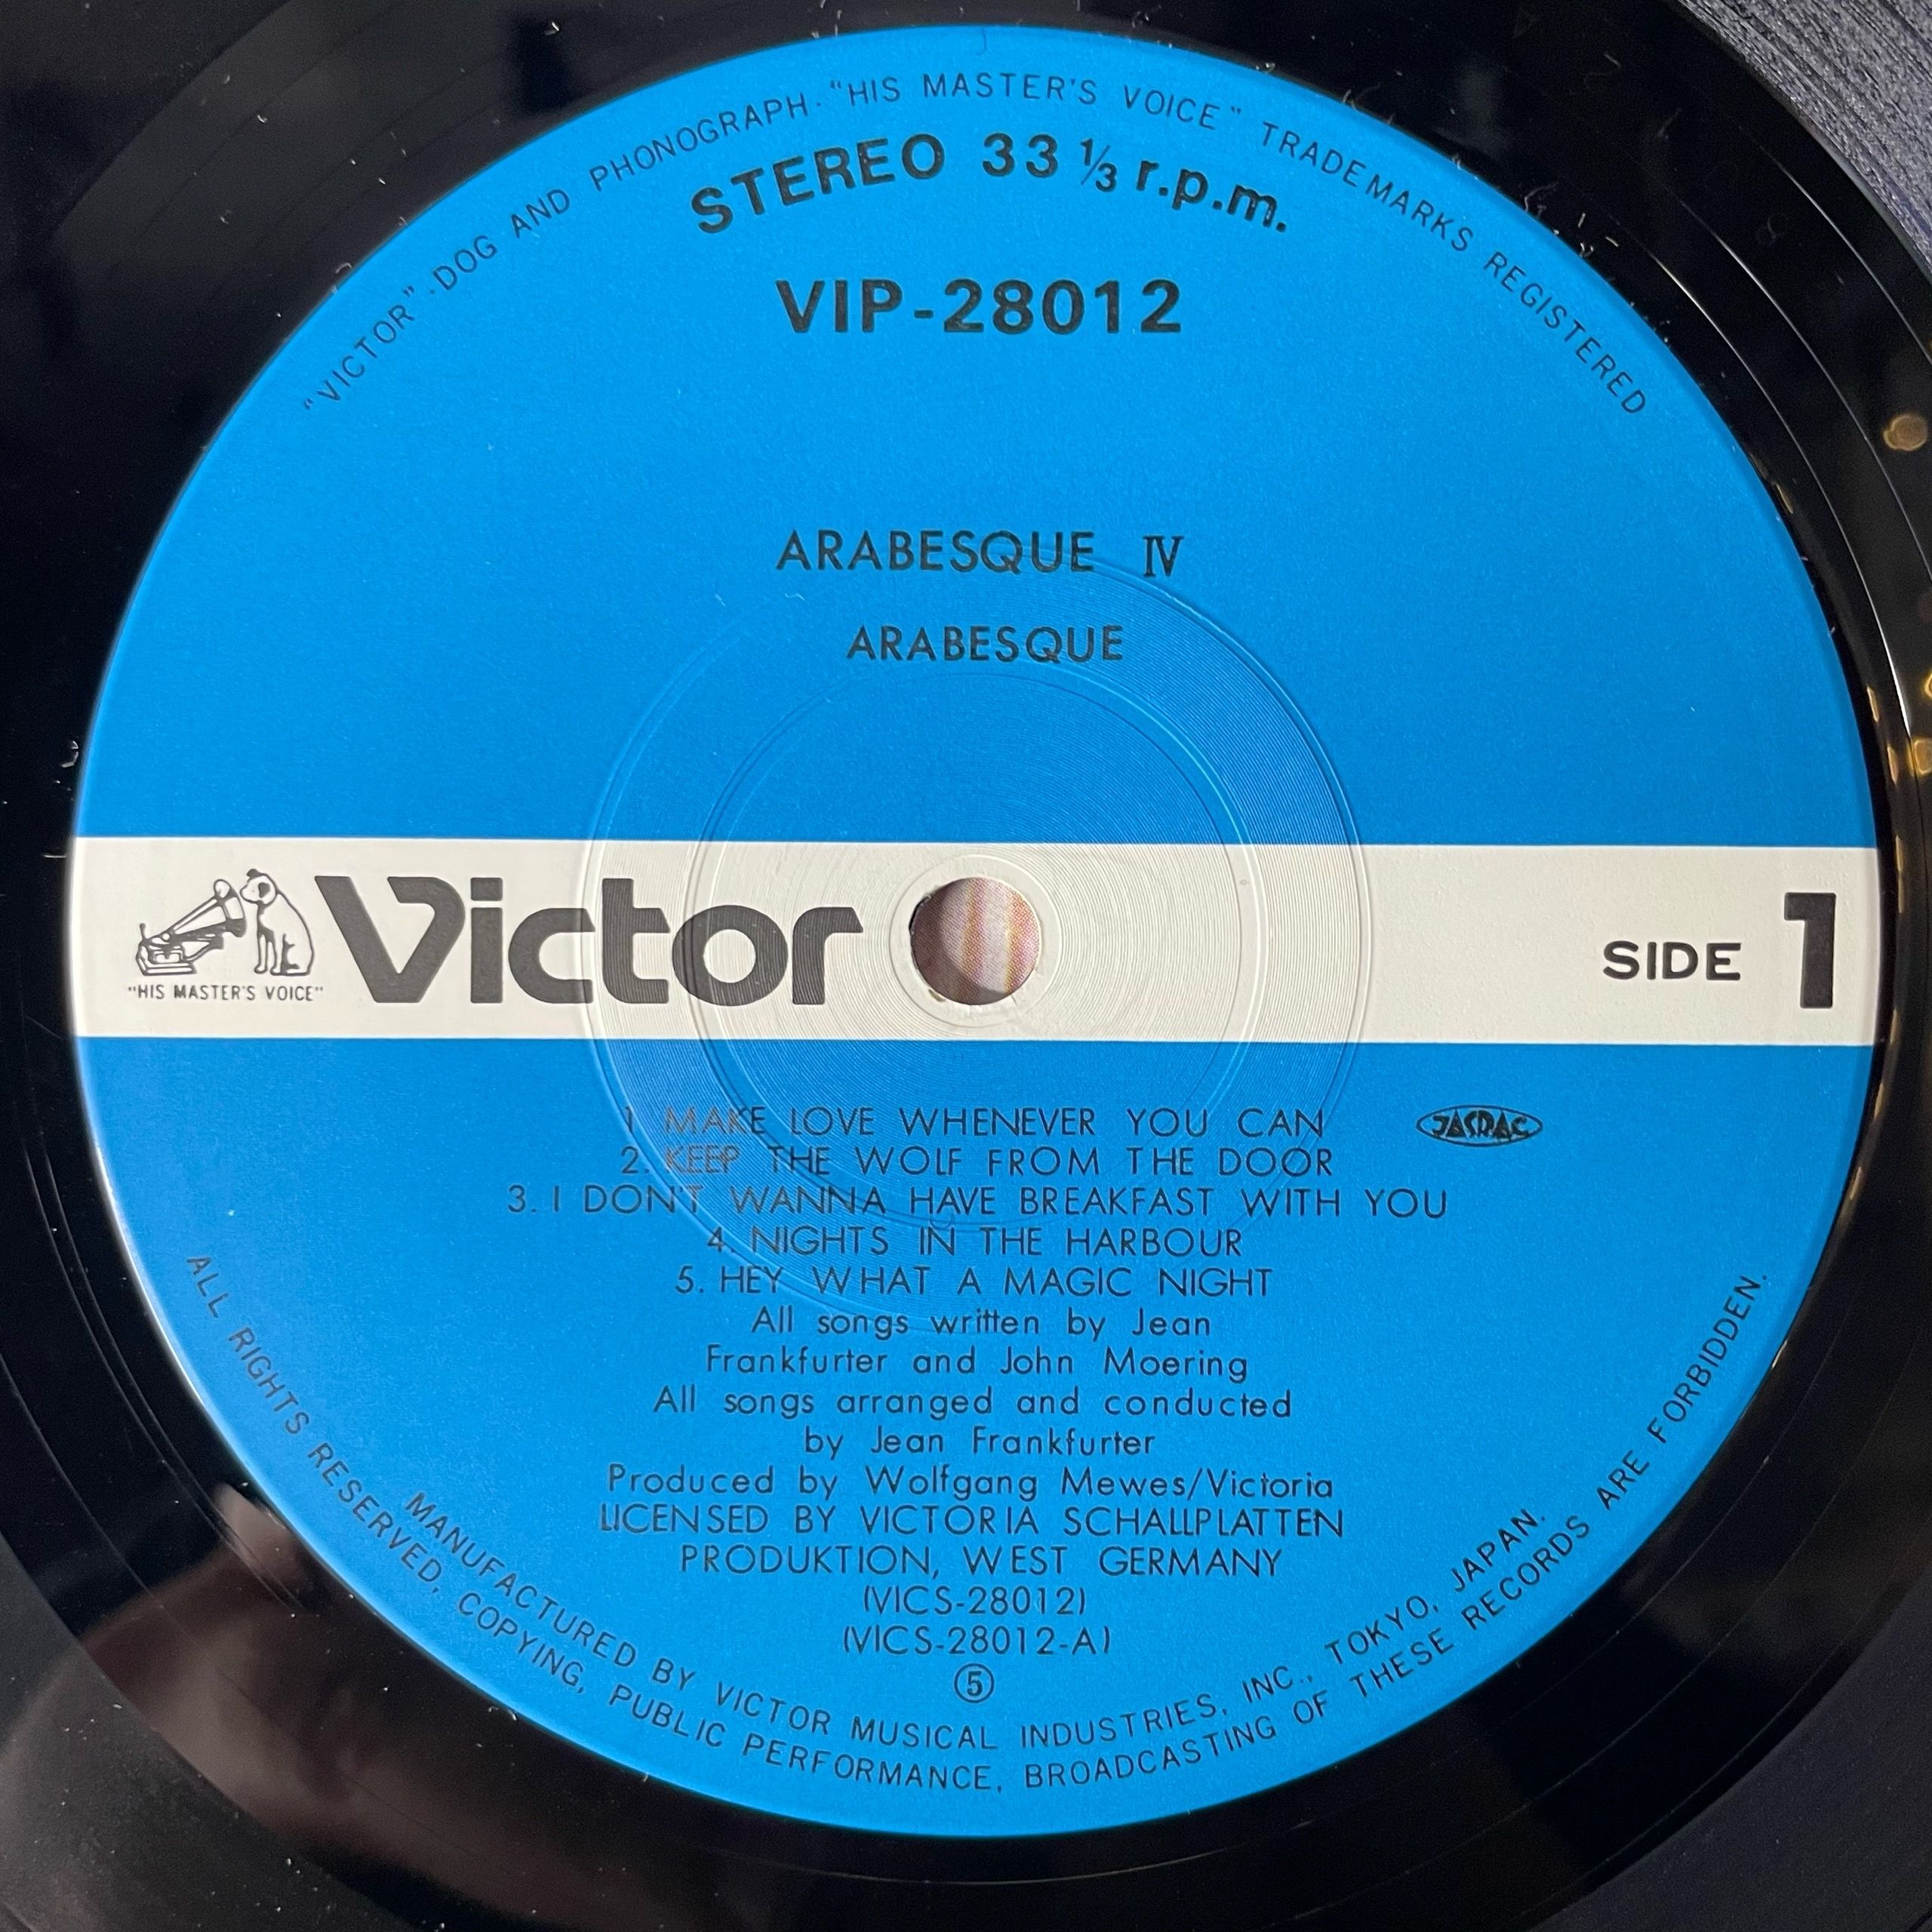 "VICTOR"·DOG AND PHONOGRAPH·"HIS MASTER'S VOICE" TRADE MARKS REGISTERED
STEREO 33 ⅓ r.p.m.
VIP-28012
ARABESQUE IV
ARABESQUE
Victor
"HIS MASTER'S VOICE"
SIDE 1
1 MAKE LOVE WHENEVER YOU CAN
JASRAC
2. KEEP THE WOLF FROM THE DOOR
3. I DON'T WANNA HAVE BREAKFAST WITH YOU
4. NIGHTS IN THE HARBOUR
5. HEY WHAT A MAGIC NIGHT
All songs written by Jean
Frankfurter and John Moering
All songs arranged and conducted
by Jean Frankfurter
Produced by Wolfgang Mewes/Victoria
LICENSED BY VICTORIA SCHALLPLATTEN
PRODUKTION, WEST GERMANY
(VICS-28012)
(VICS-28012-A)
⑤
MANUFACTURED BY VICTOR MUSICAL INDUSTRIES, INC., TOKYO, JAPAN.
ALL RIGHTS RESERVED, COPYING, PUBLIC PERFORMANCE, BROADCASTING OF THESE RECORDS ARE FORBIDDEN.